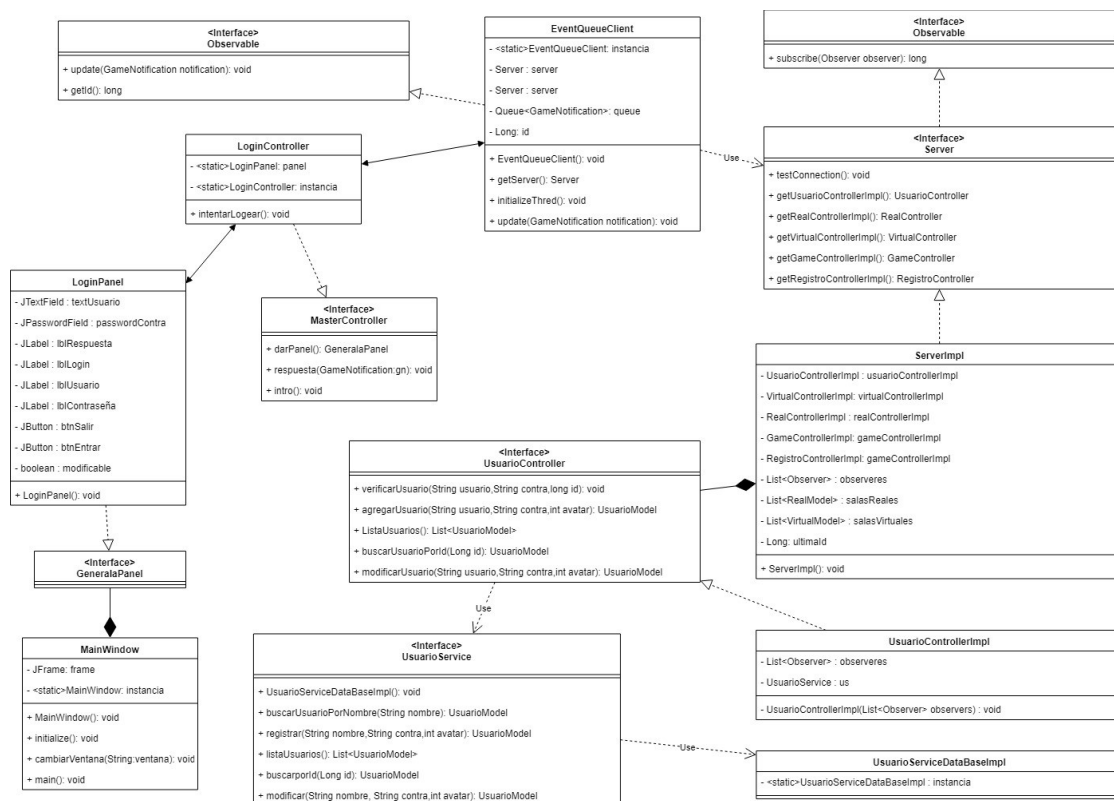 <Interface>
Observable
+ update(GameNotification notification): void
+ getId(): long
EventQueueClient
- <static>EventQueueClient: instancia
- Server : server
- Server : server
- Queue<GameNotification>: queue
- Long: id
+ EventQueueClient(): void
+ getServer(): Server
+ initializeThred(): void
+ update(GameNotification notification): void
<Interface>
Observable
+ subscribe(Observer observer): long
LoginController
- <static>LoginPanel: panel
- <static>LoginController: instancia
+ intentarLogear(): void
Use
<Interface>
Server
+ testConnection(): void
+ getUsuarioControllerImpl(): UsuarioController
+ getRealControllerImpl(): RealController
+ getVirtualControllerImpl(): VirtualController
+ getGameControllerImpl(): GameController
+ getRegistroControllerImpl(): RegistroController
LoginPanel
- JTextField : textUsuario
- JPasswordField : passwordContra
- JLabel : lblRespuesta
- JLabel : lblLogin
- JLabel : lblUsuario
- JLabel : lblContraseña
- JButton : btnSalir
- JButton : btnEntrar
- boolean : modificable
+ LoginPanel(): void
<Interface>
MasterController
+ darPanel(): GeneralaPanel
+ respuesta(GameNotification:gn): void
+ intro(): void
ServerImpl
- UsuarioControllerImpl : usuarioControllerImpl
- VirtualControllerImpl: virtualControllerImpl
- RealControllerImpl : realControllerImpl
- GameControllerImpl: gameControllerImpl
- RegistroControllerImpl: gameControllerImpl
- List<Observer> : observeres
- List<RealModel> : salasReales
- List<VirtualModel> : salasVirtuales
- Long: ultimaId
+ ServerImpl(): void
<Interface>
UsuarioController
+ verificarUsuario(String usuario,String contra,long id): void
+ agregarUsuario(String usuario,String contra,int avatar): UsuarioModel
+ ListaUsuarios(): List<UsuarioModel>
+ buscarUsuarioPorId(Long id): UsuarioModel
+ modificarUsuario(String usuario,String contra,int avatar): UsuarioModel
<Interface>
GeneralaPanel
Use
MainWindow
- JFrame: frame
- <static>MainWindow: instancia
+ MainWindow(): void
+ initialize(): void
+ cambiarVentana(String:ventana): void
+ main(): void
<Interface>
UsuarioService
+ UsuarioServiceDataBaseImpl(): void
+ buscarUsuarioPorNombre(String nombre): UsuarioModel
+ registrar(String nombre,String contra,int avatar): UsuarioModel
+ listaUsuarios(): List<UsuarioModel>
+ buscarporId(Long id): UsuarioModel
+ modificar(String nombre, String contra,int avatar): UsuarioModel
UsuarioControllerImpl
- List<Observer> : observeres
- UsuarioService : us
- UsuarioControllerImpl(List<Observer> observers) : void
Use
UsuarioServiceDataBaseImpl
- <static>UsuarioServiceDataBaseImpl : instancia